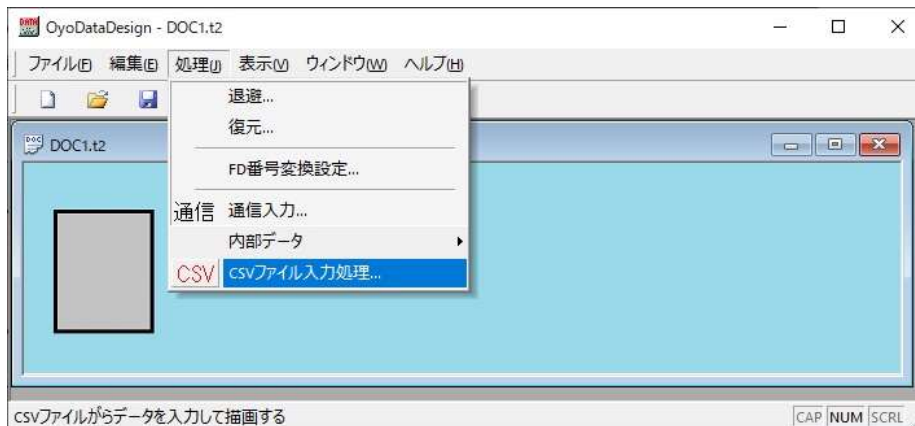 OyoDataDesign - DOC1.t2
ファイル(F) 編集(E) 処理(J) 表示(V) ウィンドウ(W) ヘルプ(H)
退避...
復元...
DOC1.t2
FD番号変換設定...
通信 通信入力...
内部データ
CSV CSVファイル入力処理...
CSVファイルがらデータを入力して描画する
CAP NUM SCRL